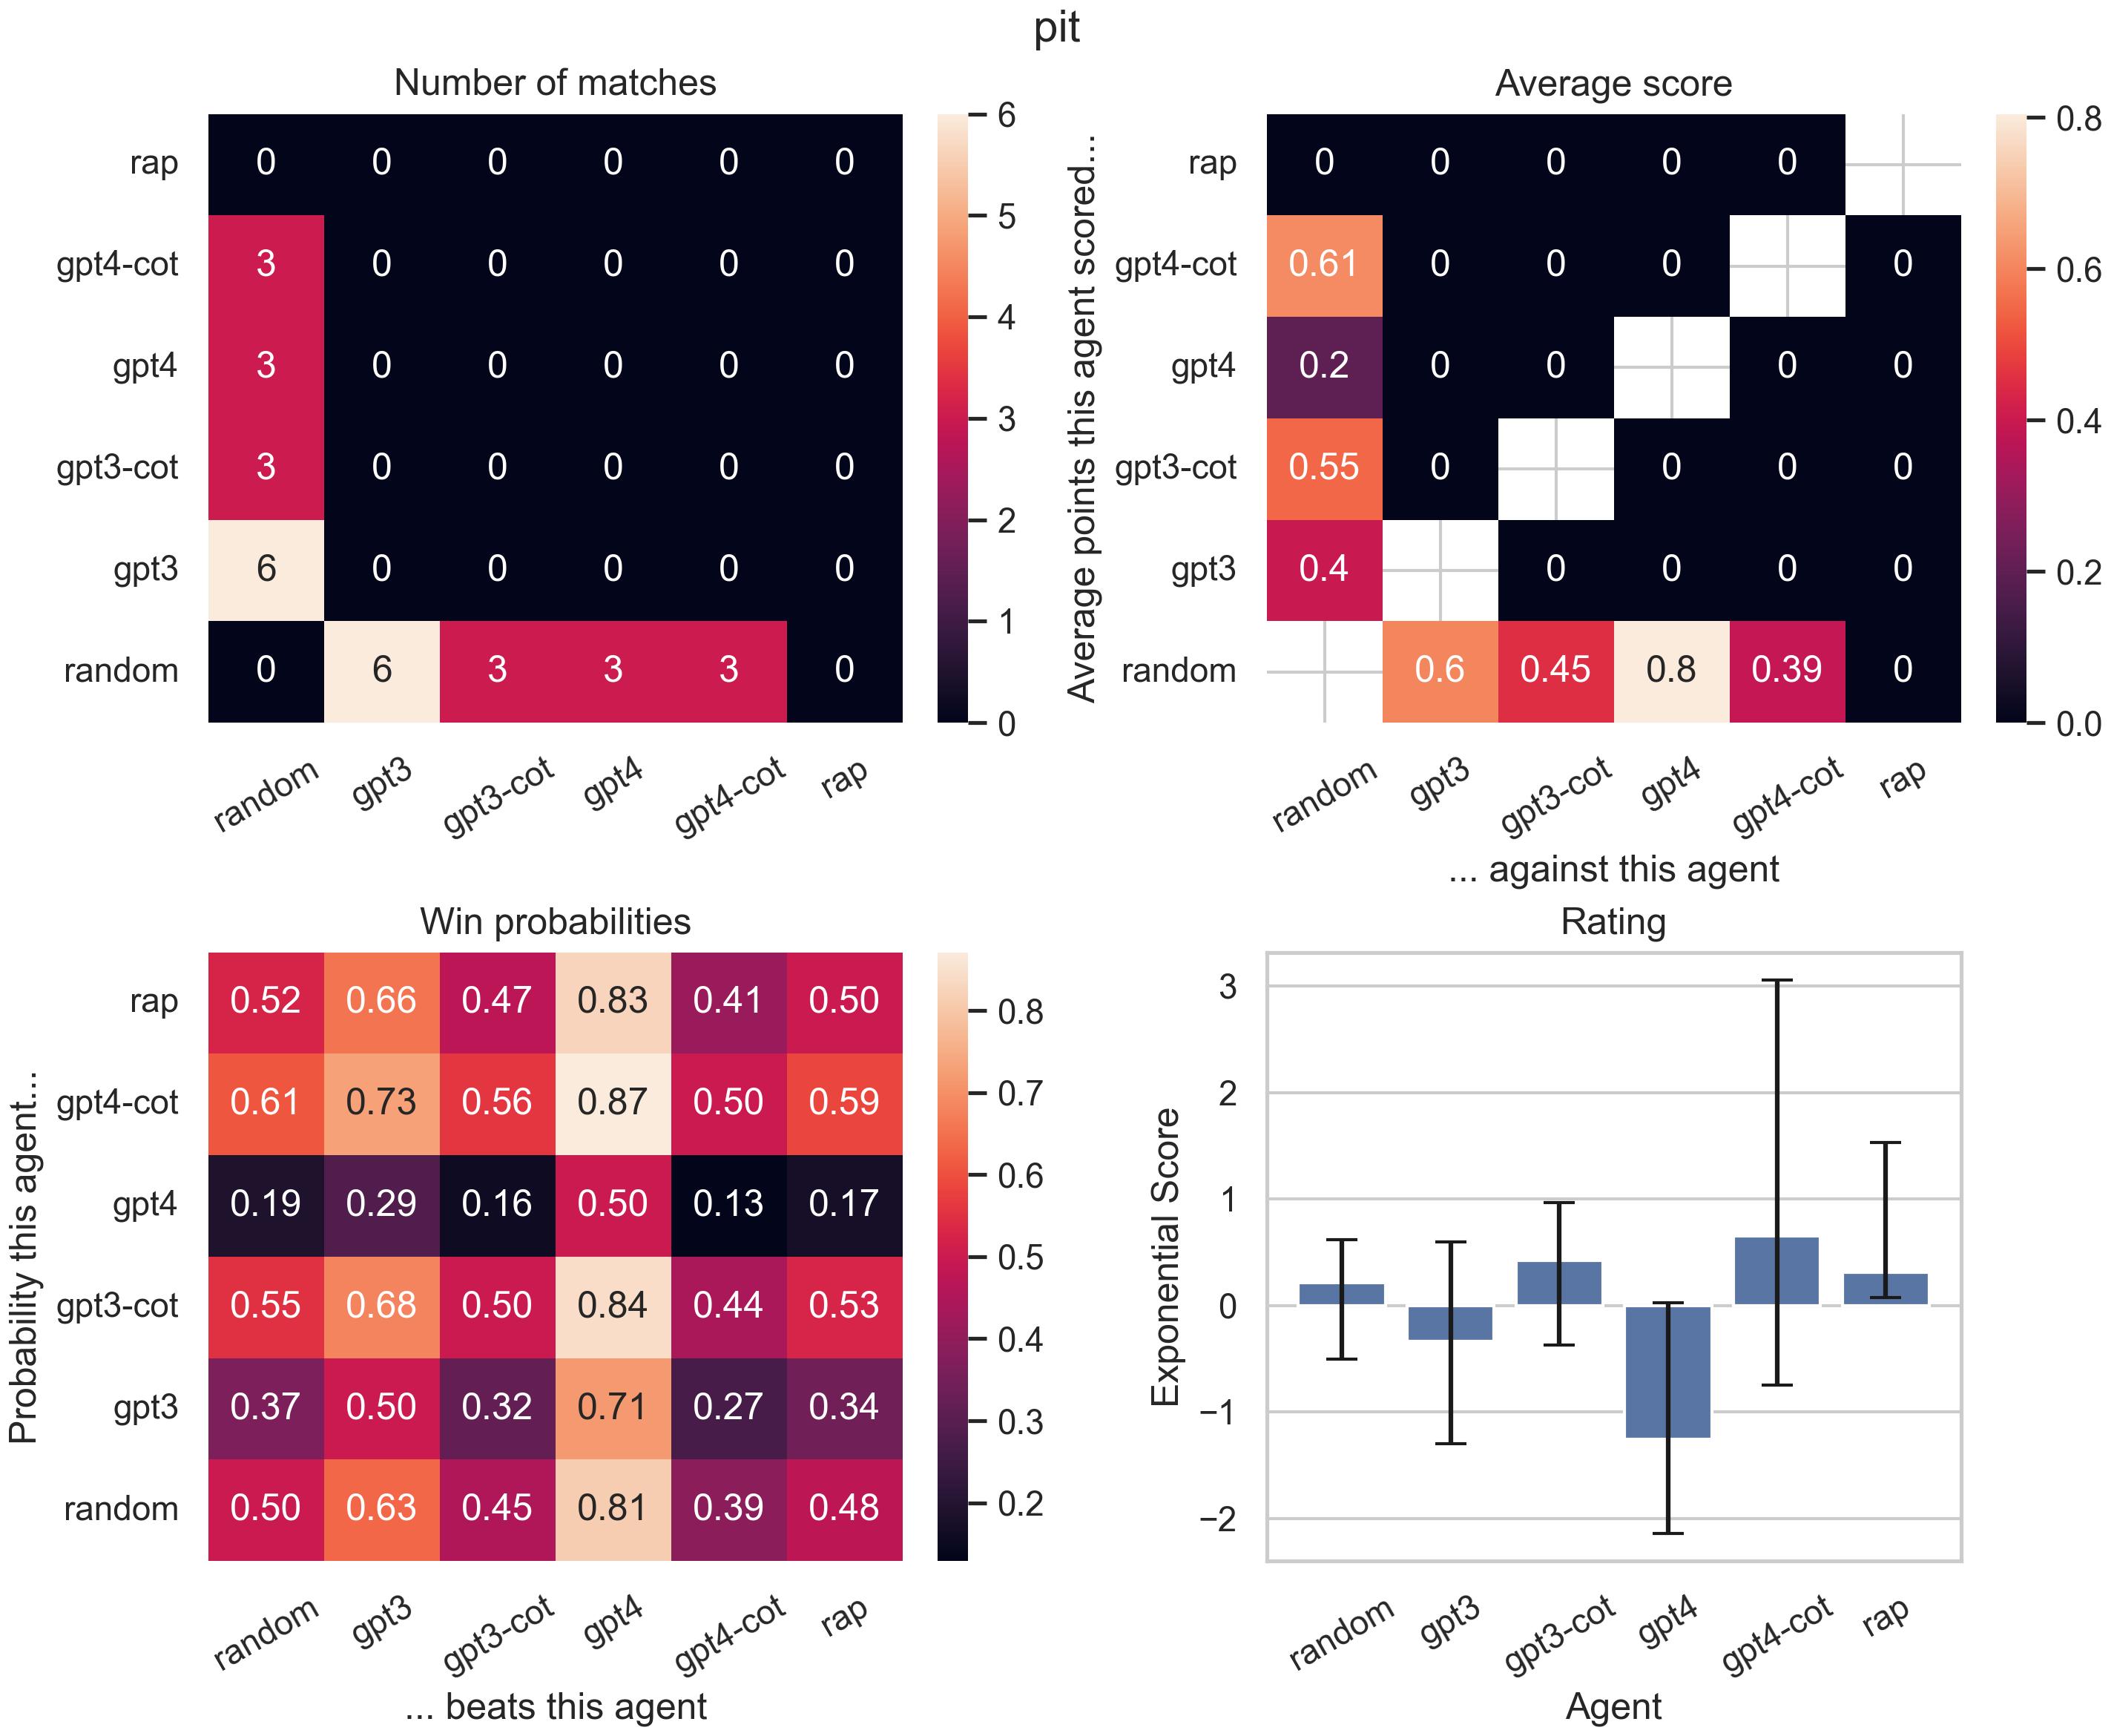 pit
Number of matches
rap 0 0 0 0 0 0
gpt4-cot 3 0 0 0 0 0
gpt4 3 0 0 0 0 0
gpt3-cot 3 0 0 0 0 0
gpt3 6 0 0 0 0 0
random 0 6 3 3 3 0
random gpt3 gpt3-cot gpt4 gpt4-cot rap
6
5
4
3
2
1
0
Average score
Average points this agent scored...
rap 0 0 0 0 0
gpt4-cot 0.61 0 0 0 0
gpt4 0.2 0 0 0 0
gpt3-cot 0.55 0 0 0 0
gpt3 0.4 0 0 0 0
random 0.6 0.45 0.8 0.39 0
random gpt3 gpt3-cot gpt4 gpt4-cot rap
... against this agent
0.8
0.6
0.4
0.2
0.0
Win probabilities
Probability this agent...
rap 0.52 0.66 0.47 0.83 0.41 0.50
gpt4-cot 0.61 0.73 0.56 0.87 0.50 0.59
gpt4 0.19 0.29 0.16 0.50 0.13 0.17
gpt3-cot 0.55 0.68 0.50 0.84 0.44 0.53
gpt3 0.37 0.50 0.32 0.71 0.27 0.34
random 0.50 0.63 0.45 0.81 0.39 0.48
random gpt3 gpt3-cot gpt4 gpt4-cot rap
... beats this agent
0.8
0.7
0.6
0.5
0.4
0.3
0.2
Rating
Exponential Score
3
2
1
0
−1
−2
random gpt3 gpt3-cot gpt4 gpt4-cot rap
Agent